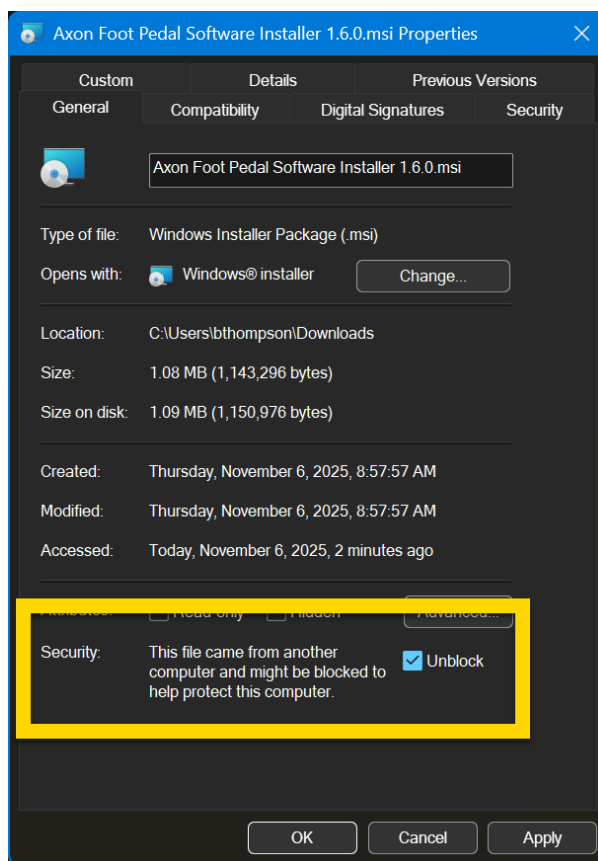 Axon Foot Pedal Software Installer 1.6.0.msi Properties
Custom Details Previous Versions
General Compatibility Digital Signatures Security
Axon Foot Pedal Software Installer 1.6.0.msi
Type of file: Windows Installer Package (.msi)
Opens with: Windows® installer Change...
Location: C:\Users\bthompson\Downloads
Size: 1.08 MB (1,143,296 bytes)
Size on disk: 1.09 MB (1,150,976 bytes)
Created: Thursday, November 6, 2025, 8:57:57 AM
Modified: Thursday, November 6, 2025, 8:57:57 AM
Accessed: Today, November 6, 2025, 2 minutes ago
Attributes: Read-only Hidden Advanced...
Security: This file came from another
computer and might be blocked to
help protect this computer.
Unblock
OK Cancel Apply